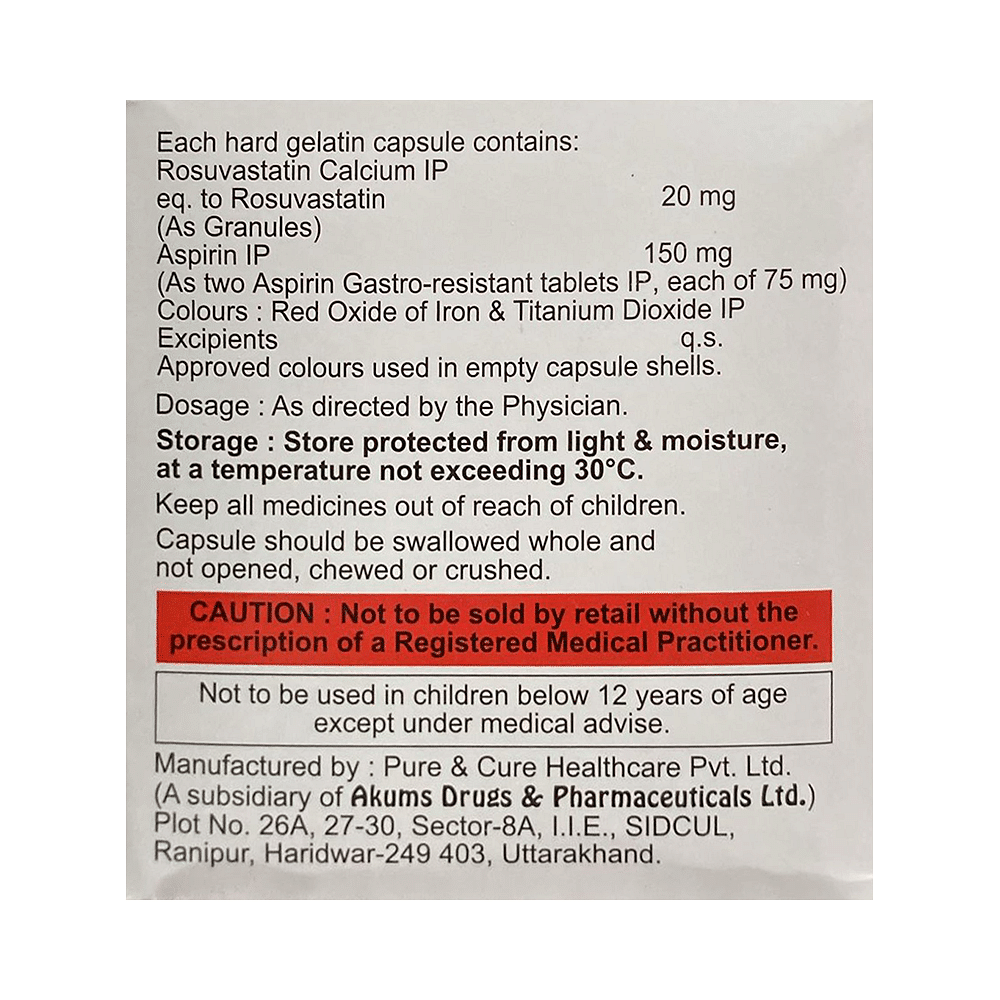 Each hard gelatin capsule contains:
Rosuvastatin Calcium IP
eq. to Rosuvastatin 20 mg
(As Granules)
Aspirin IP 150 mg
(As two Aspirin Gastro-resistant tablets IP, each of 75 mg)
Colours : Red Oxide of Iron & Titanium Dioxide IP
Excipients q.s.
Approved colours used in empty capsule shells.
Dosage : As directed by the Physician.
Storage : Store protected from light & moisture,
at a temperature not exceeding 30°C.
Keep all medicines out of reach of children.
Capsule should be swallowed whole and
not opened, chewed or crushed.
CAUTION : Not to be sold by retail without the
prescription of a Registered Medical Practitioner.
Not to be used in children below 12 years of age
except under medical advise.
Manufactured by : Pure & Cure Healthcare Pvt. Ltd.
(A subsidiary of Akums Drugs & Pharmaceuticals Ltd.)
Plot No. 26A, 27-30, Sector-8A, I.I.E., SIDCUL,
Ranipur, Haridwar-249 403, Uttarakhand.